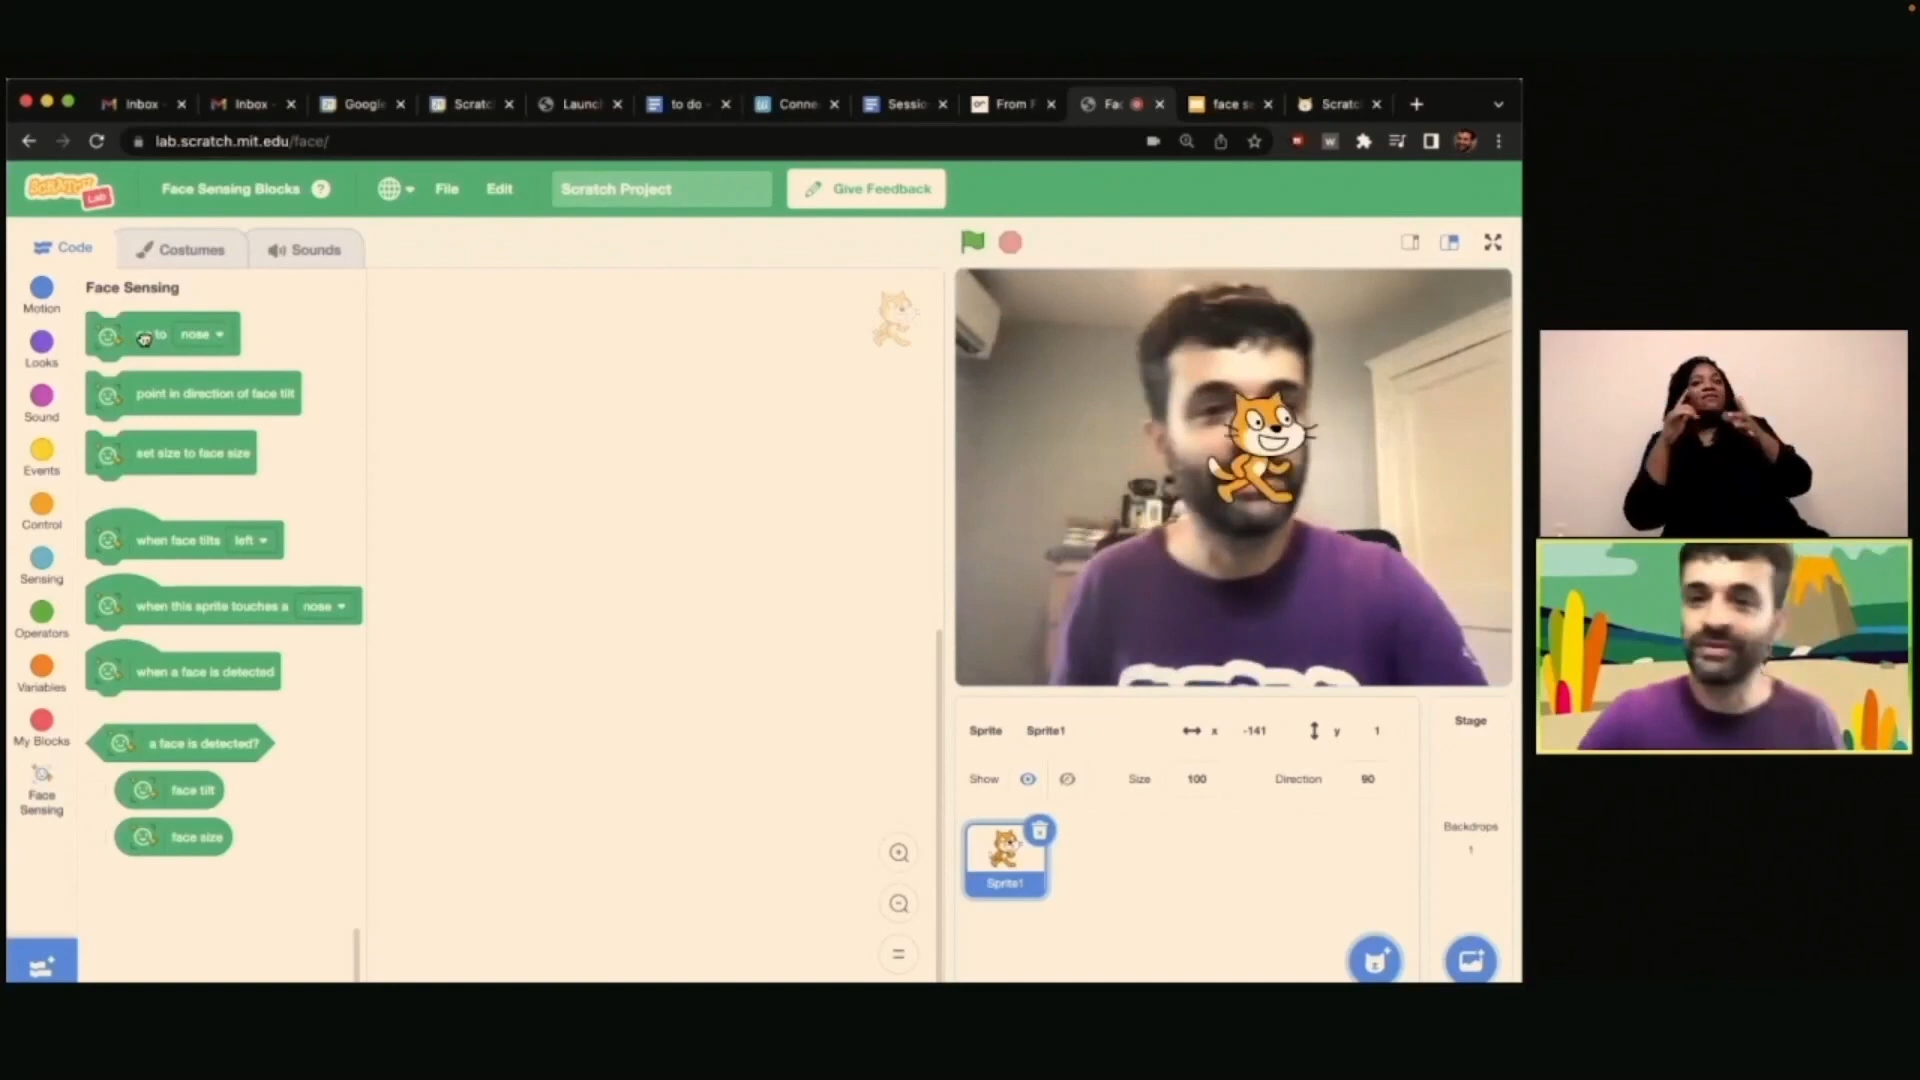 Inbox
Inbox
Google
Scratc
Launc
to do
Conne
Sessio
From F
Fac
face se
Scratc
lab.scratch.mit.edu/face/
SCRATCH Lab
Face Sensing Blocks ?
File
Edit
Scratch Project
Give Feedback
Code
Costumes
Sounds
Motion
Looks
Sound
Events
Control
Sensing
Operators
Variables
My Blocks
Face Sensing
Face Sensing
to nose
point in direction of face tilt
set size to face size
when face tilts left
when this sprite touches a nose
when a face is detected
a face is detected?
face tilt
face size
Sprite Sprite1 x -141 y 1
Show Size 100 Direction 90
Sprite1
Stage
Backdrops
1